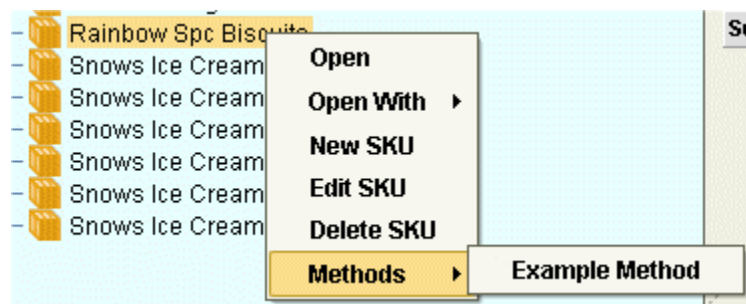 Rainbow Spc Biscuits
Snows Ice Cream
Snows Ice Cream
Snows Ice Cream
Snows Ice Cream
Snows Ice Cream
Snows Ice Cream
Open
Open With
New SKU
Edit SKU
Delete SKU
Methods
Example Method